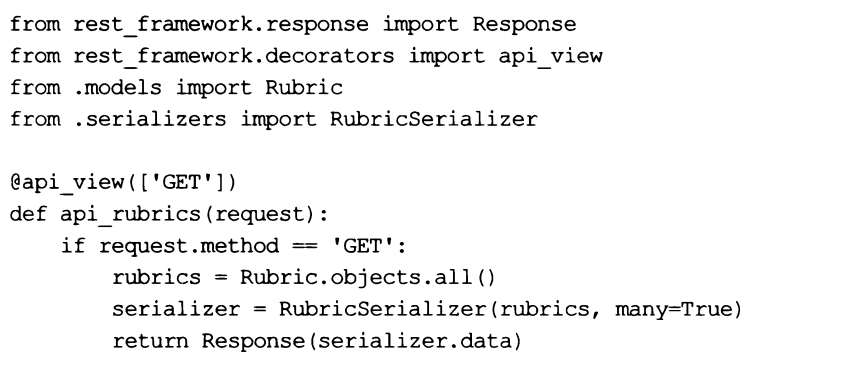 from rest_framework.response import Response
from rest_framework.decorators import api_view
from .models import Rubric
from .serializers import RubricSerializer

@api_view(['GET'])
def api_rubrics(request):
    if request.method == 'GET':
        rubrics = Rubric.objects.all()
        serializer = RubricSerializer(rubrics, many=True)
        return Response(serializer.data)